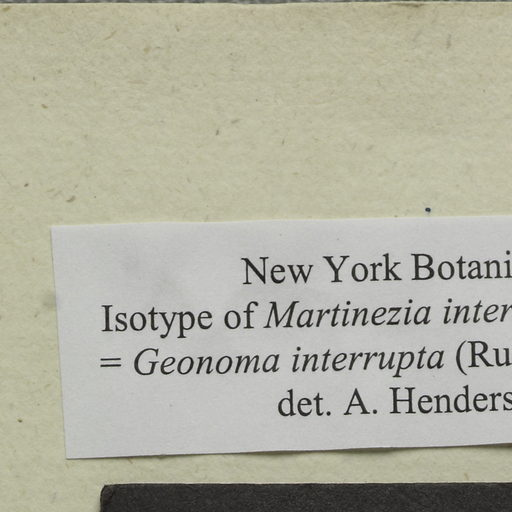 New York Botani
Isotype of Martinezia inter
= Geonoma interrupta (Ru
det. A. Henders